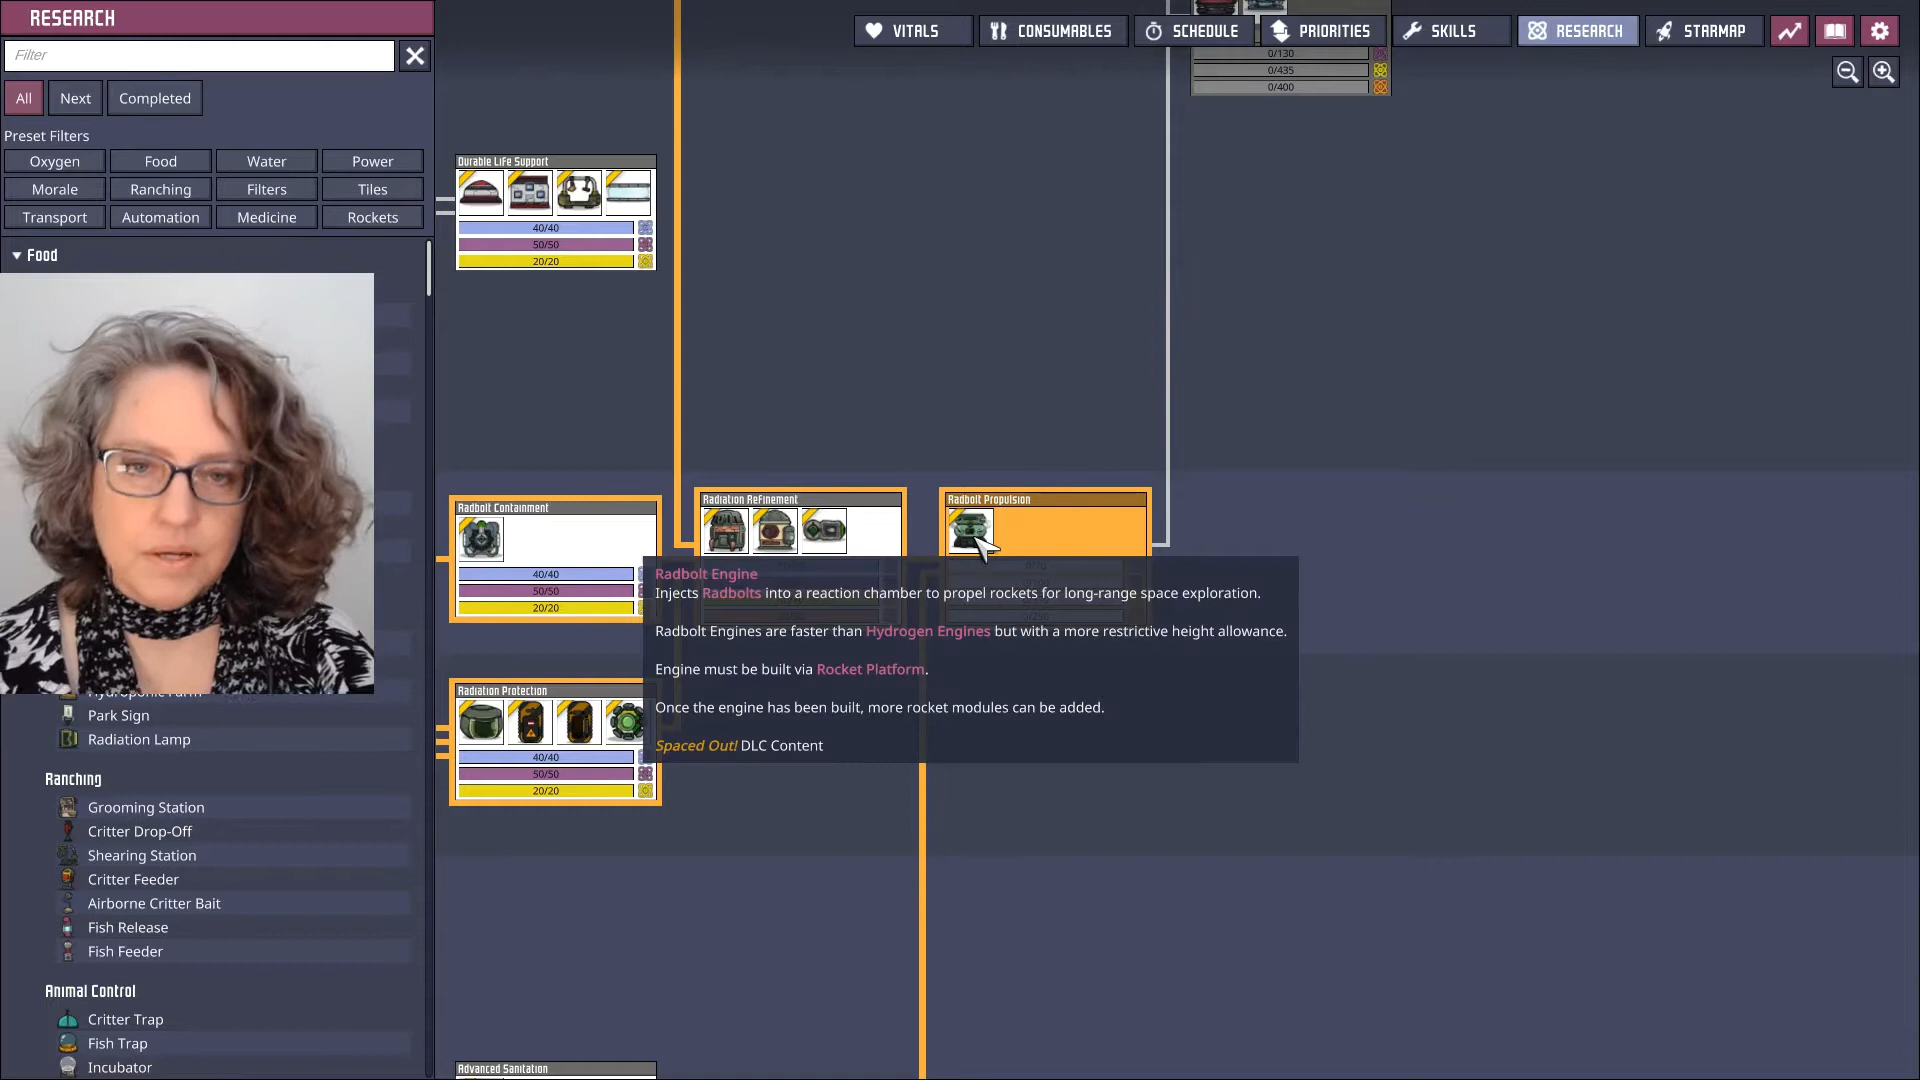 RESEARCH
Filter
All
Next
Completed
Preset Filters
Oxygen
Food
Water
Power
Morale
Ranching
Filters
Tiles
Transport
Automation
Medicine
Rockets
Food
Park Sign
Radiation Lamp
Ranching
Grooming Station
Critter Drop-Off
Shearing Station
Critter Feeder
Airborne Critter Bait
Fish Release
Fish Feeder
Animal Control
Critter Trap
Fish Trap
Incubator
VITALS
CONSUMABLES
SCHEDULE
PRIORITIES
SKILLS
RESEARCH
STARMAP
0/130
0/435
0/400
Durable Life Support
40/40
50/50
20/20
Radbolt Containment
40/40
50/50
20/20
Radiation Refinement
Radbolt Propulsion
Radiation Protection
40/40
50/50
20/20
Radbolt Engine
Injects Radbolts into a reaction chamber to propel rockets for long-range space exploration.
Radbolt Engines are faster than Hydrogen Engines but with a more restrictive height allowance.
Engine must be built via Rocket Platform.
Once the engine has been built, more rocket modules can be added.
Spaced Out! DLC Content
Advanced Sanitation